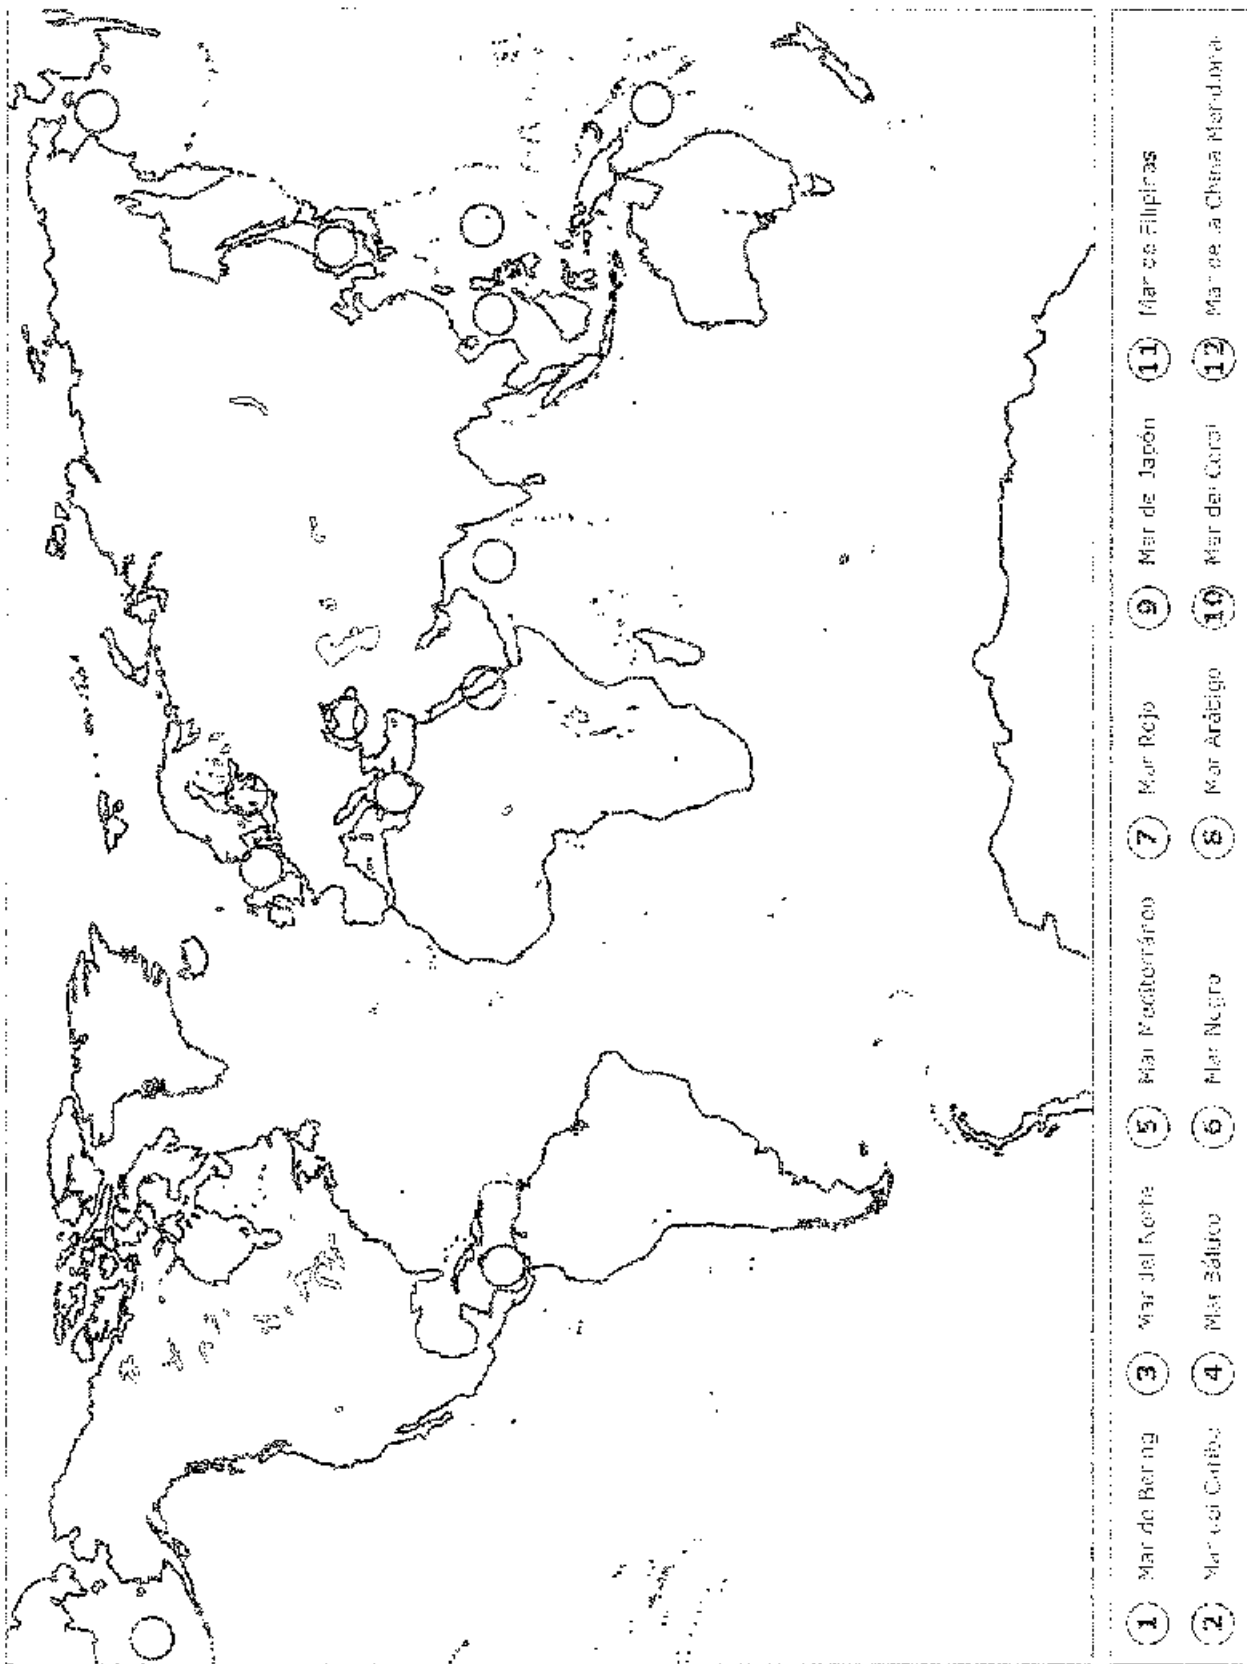 1 Mar de Bering
2 Mar del Caribe
3 Mar del Norte
4 Mar Báltico
5 Mar Mediterráneo
6 Mar Negro
7 Mar Rojo
8 Mar Arábigo
9 Mar de Japón
10 Mar del Coral
11 Mar de Filipinas
12 Mar de la China Meridional